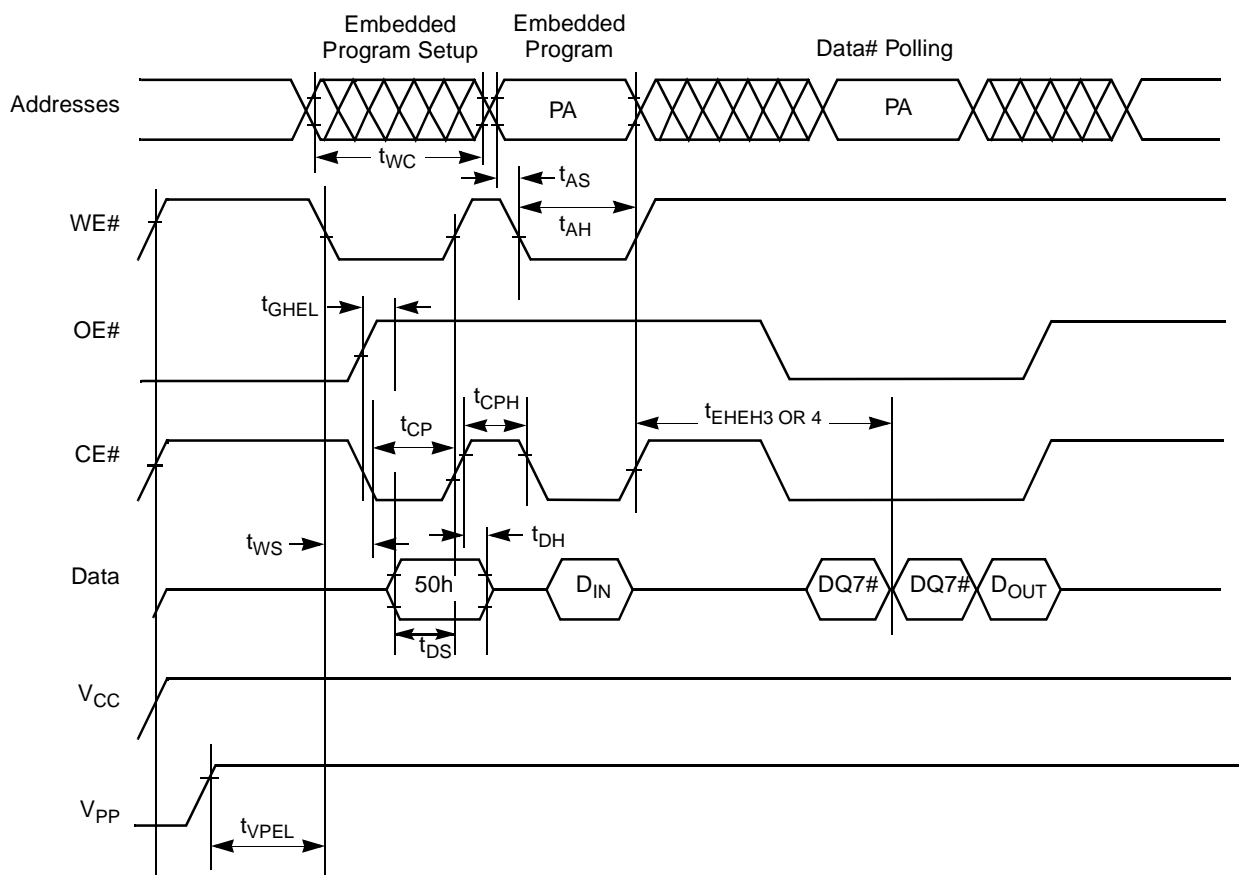 Embedded
Program Setup
Embedded
Program
Data# Polling
Addresses
PA
PA
tWC
tAS
WE#
tAH
tGHEL
OE#
tCPH
tCP
tEHEH3 OR 4
CE#
tWS
tDH
Data
50h
DIN
DQ7#
DQ7#
DOUT
tDS
VCC
VPP
tVPEL